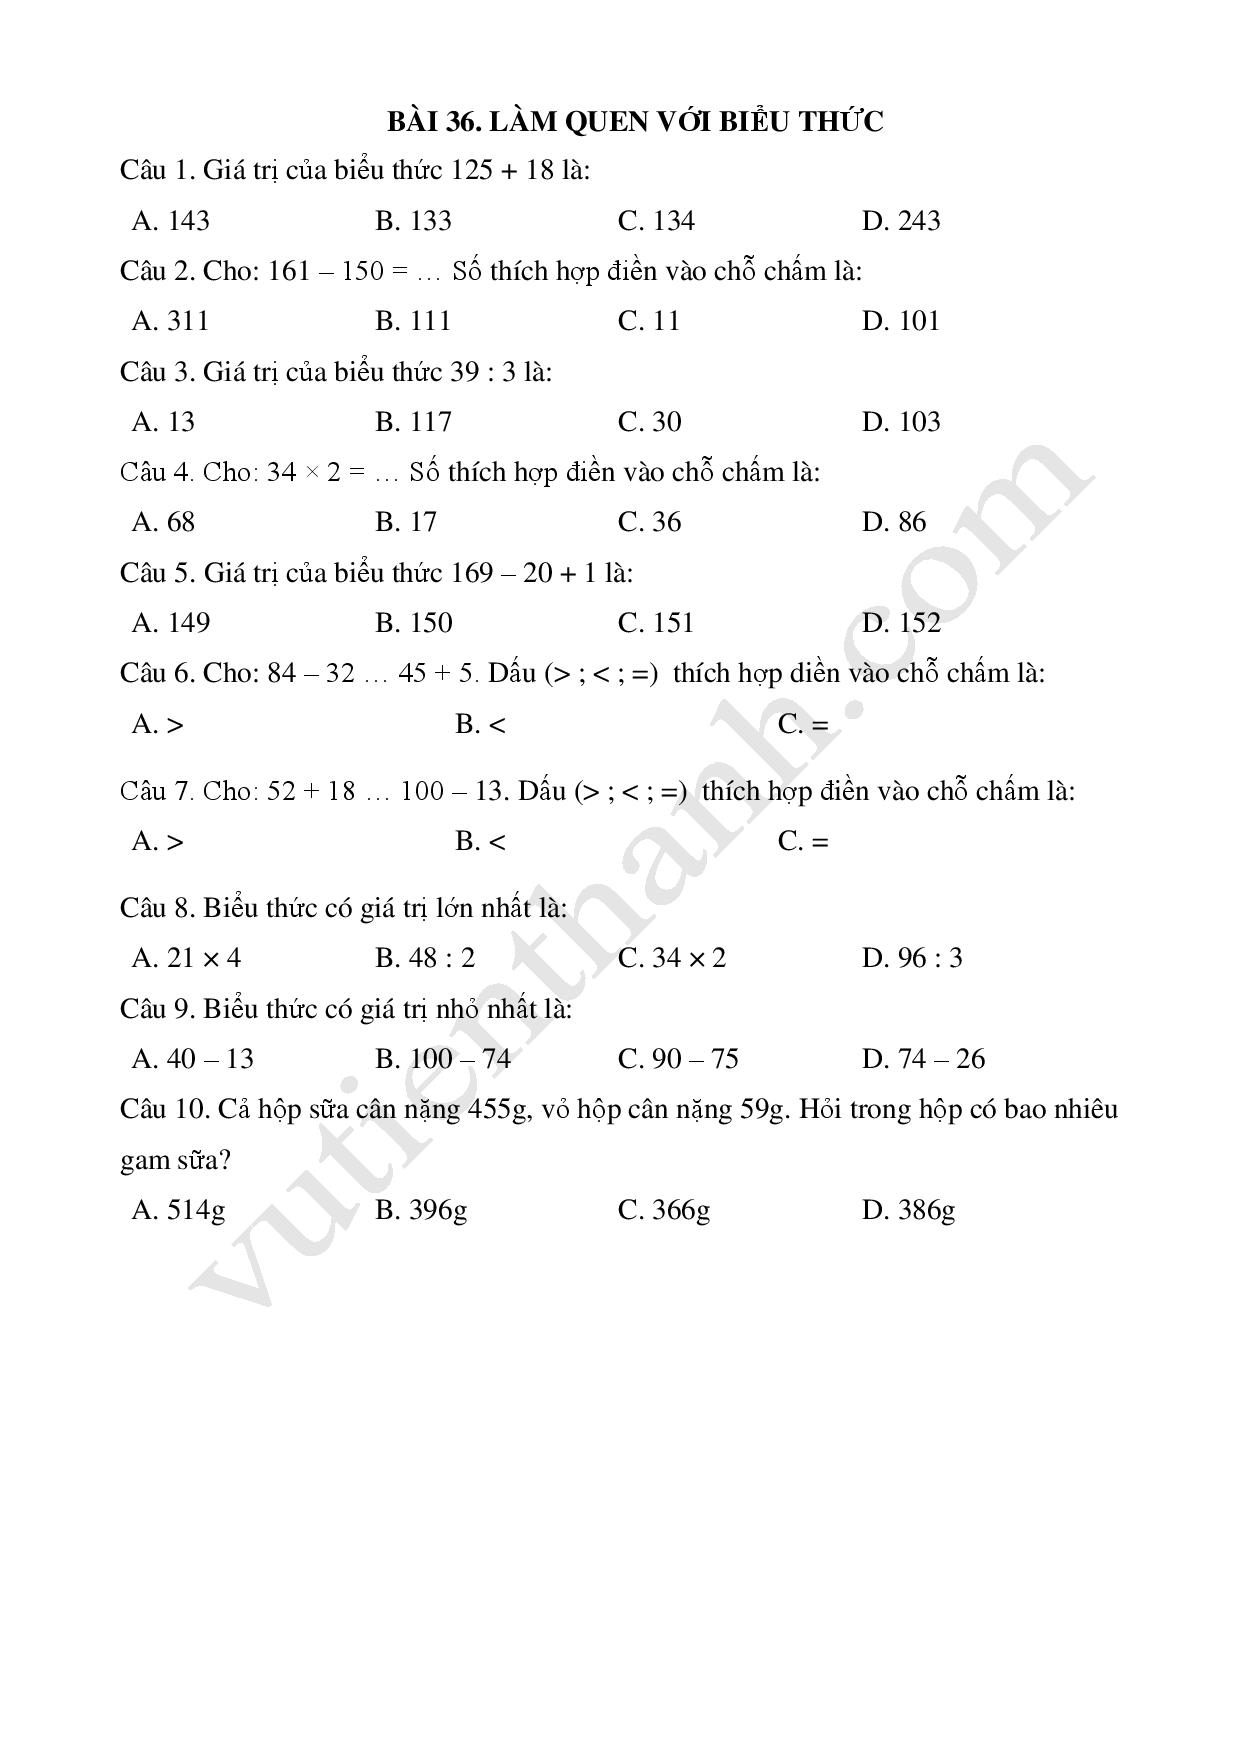 BÀI 36. LÀM QUEN VỚI BIỂU THỨC
Câu 1. Giá trị của biểu thức 125 + 18 là:
A. 143 B. 133 C. 134 D. 243
Câu 2. Cho: 161 – 150 = … Số thích hợp điền vào chỗ chấm là:
A. 311 B. 111 C. 11 D. 101
Câu 3. Giá trị của biểu thức 39 : 3 là:
A. 13 B. 117 C. 30 D. 103
Câu 4. Cho: 34 × 2 = … Số thích hợp điền vào chỗ chấm là:
A. 68 B. 17 C. 36 D. 86
Câu 5. Giá trị của biểu thức 169 – 20 + 1 là:
A. 149 B. 150 C. 151 D. 152
Câu 6. Cho: 84 – 32 … 45 + 5. Dấu (> ; < ; =) thích hợp diền vào chỗ chấm là:
A. > B. < C. =
Câu 7. Cho: 52 + 18 … 100 – 13. Dấu (> ; < ; =) thích hợp điền vào chỗ chấm là:
A. > B. < C. =
Câu 8. Biểu thức có giá trị lớn nhất là:
A. 21 × 4 B. 48 : 2 C. 34 × 2 D. 96 : 3
Câu 9. Biểu thức có giá trị nhỏ nhất là:
A. 40 – 13 B. 100 – 74 C. 90 – 75 D. 74 – 26
Câu 10. Cả hộp sữa cân nặng 455g, vỏ hộp cân nặng 59g. Hỏi trong hộp có bao nhiêu
gam sữa?
A. 514g B. 396g C. 366g D. 386g
vutienthanh.com